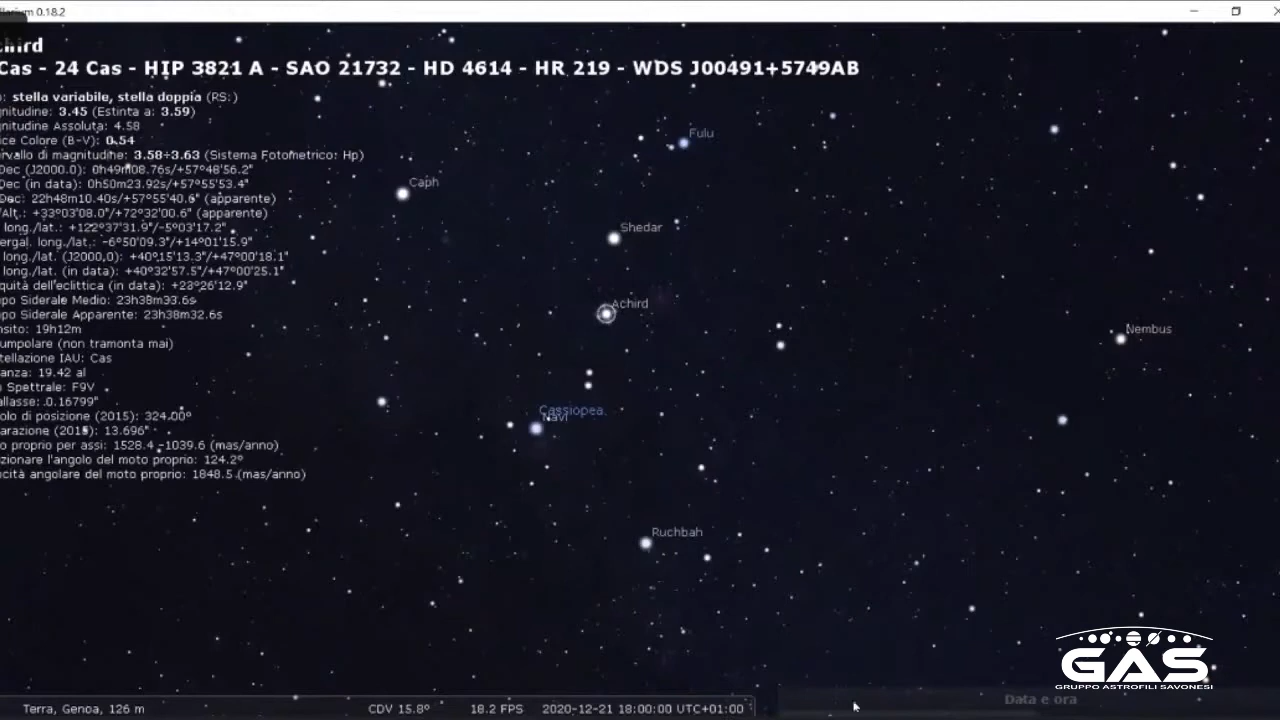 llarium 0.18.2
hird
Cas - 24 Cas - HIP 3821 A - SAO 21732 - HD 4614 - HR 219 - WDS J00491+5749AB
o: stella variabile, stella doppia (RS:)
gnitudine: 3.45 (Estinta a: 3.59)
gnitudine Assoluta: 4.58
ice Colore (B-V): 0.54
ervallo di magnitudine: 3.58÷3.63 (Sistema Fotometrico: Hp)
Dec (J2000.0): 0h49m08.76s/+57°48'56.2"
Dec (in data): 0h50m23.92s/+57°55'53.4"
Dec: 22h48m10.40s/+57°55'40.6" (apparente)
/Alt.: +33°03'08.0"/+72°32'00.6" (apparente)
long./lat.: +122°37'31.9"/-5°03'17.2"
ergal. long./lat.: -6°50'09.3"/+14°01'15.9"
long./lat. (J2000.0): +40°15'13.3"/+47°00'18.1"
long./lat. (in data): +40°32'57.5"/+47°00'25.1"
quità dell'eclittica (in data): +23°26'12.9"
po Siderale Medio: 23h38m33.6s
po Siderale Apparente: 23h38m32.6s
nsito: 19h12m
umpolare (non tramonta mai)
tellazione IAU: Cas
anza: 19.42 al
o Spettrale: F9V
allasse: 0.16799"
olo di posizione (2015): 324.00°
arazione (2015): 13.696"
o proprio per assi: 1528.4 -1039.6 (mas/anno)
zionare l'angolo del moto proprio: 124.2°
ocità angolare del moto proprio: 1848.5 (mas/anno)
Fulu
Caph
Shedar
Achird
Nembus
Cassiopea
Navi
Ruchbah
GAS
GRUPPO ASTROFILI SAVONESI
Data e ora
Terra, Genoa, 126 m
CDV 15.8°
18.2 FPS
2020-12-21 18:00:00 UTC+01:00